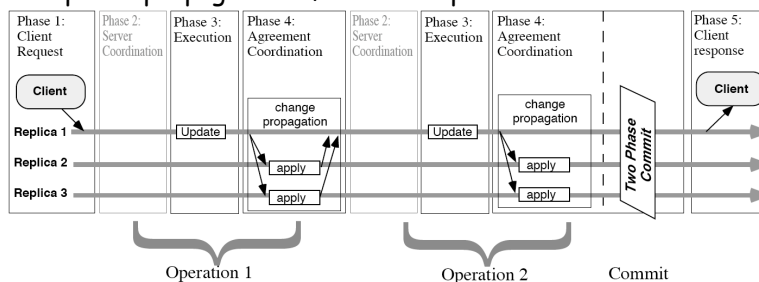 Phase 1:
Client
Request
Phase 2:
Server
Coordination
Phase 3:
Execution
Phase 4:
Agreement
Coordination
Phase 2:
Server
Coordination
Phase 3:
Execution
Phase 4:
Agreement
Coordination
Phase 5:
Client
response
Client
change
propagation
change
propagation
Client
Replica 1
Update
Update
Replica 2
apply
apply
Replica 3
apply
apply
Two Phase
Commit
Operation 1
Operation 2
Commit